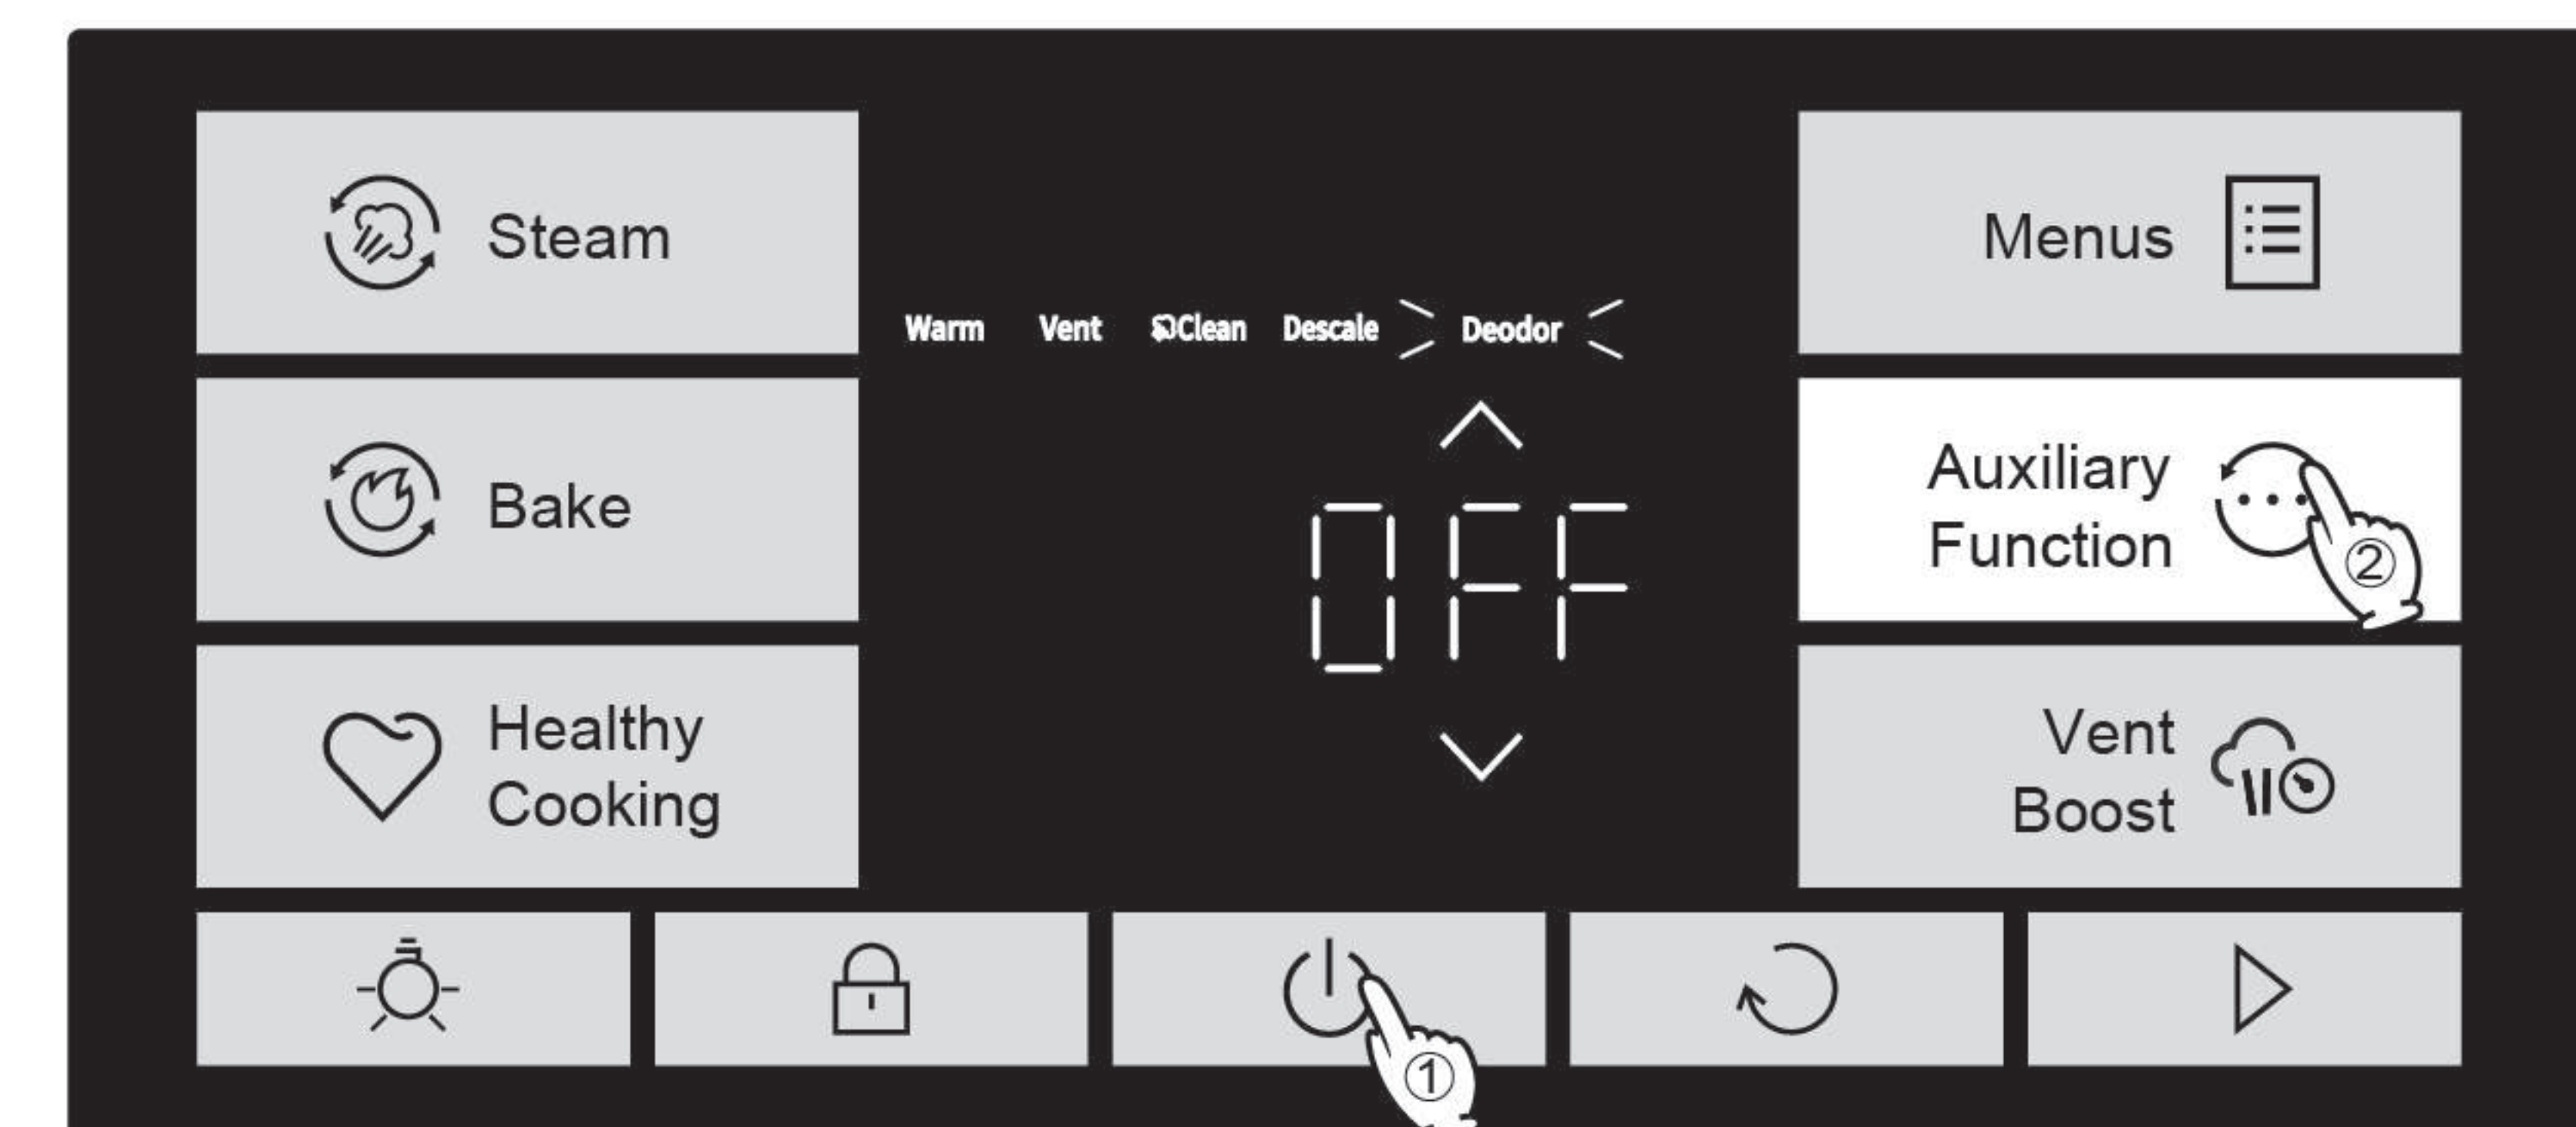 Steam
Menus
Warm Vent Clean Descale Deodor
Bake
OFF
Auxiliary
Function
②
Healthy
Cooking
Vent
Boost
①